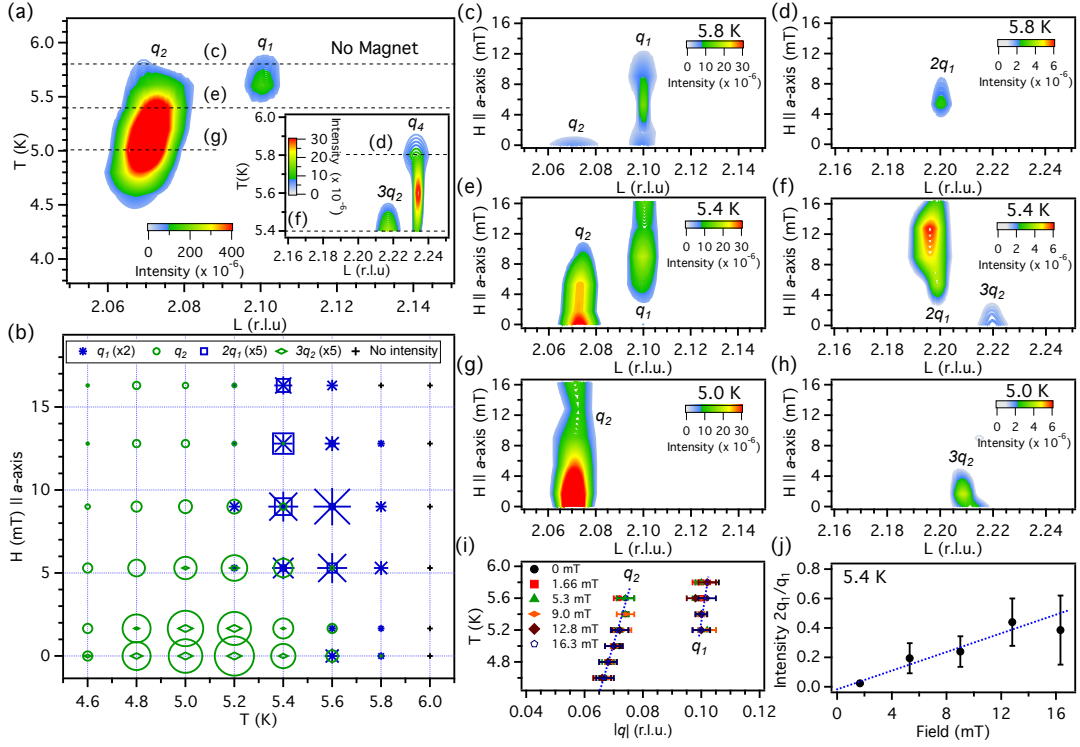 (a)
6.0
5.5
5.0
4.5
4.0
T (K)
q2
q1
(c)
No Magnet
(e)
(g)
0 200 400
Intensity (x 10-6)
2.06 2.08 2.10 2.12 2.14
L (r.l.u)
6.0
5.8
5.6
5.4
T(K)
30
20
10
0
Intensity (x 10-6)
(d)
q4
3q2
(f)
2.16 2.18 2.20 2.22 2.24
L (r.l.u)
(b)
q1 (x2) q2 2q1 (x5) 3q2 (x5) No intensity
15
10
5
0
H (mT) || a-axis
4.6 4.8 5.0 5.2 5.4 5.6 5.8 6.0
T (K)
(c)
16
12
8
4
0
H || a-axis (mT)
q1
q2
5.8 K
0 10 20 30
Intensity (x 10-6)
2.06 2.08 2.10 2.12 2.14
L (r.l.u)
(d)
16
12
8
4
0
H || a-axis (mT)
2q1
5.8 K
0 2 4 6
Intensity (x 10-6)
2.16 2.18 2.20 2.22 2.24
L (r.l.u)
(e)
16
12
8
4
0
H || a-axis (mT)
q2
q1
5.4 K
0 10 20 30
Intensity (x 10-6)
2.06 2.08 2.10 2.12 2.14
L (r.l.u)
(f)
16
12
8
4
0
H || a-axis (mT)
2q1
3q2
5.4 K
0 2 4 6
Intensity (x 10-6)
2.16 2.18 2.20 2.22 2.24
L (r.l.u)
(g)
16
12
8
4
0
H || a-axis (mT)
q2
5.0 K
0 10 20 30
Intensity (x 10-6)
2.06 2.08 2.10 2.12 2.14
L (r.l.u.)
(h)
16
12
8
4
0
H || a-axis (mT)
3q2
5.0 K
0 2 4 6
Intensity (x 10-6)
2.16 2.18 2.20 2.22 2.24
L (r.l.u.)
(i)
6.0
5.6
5.2
4.8
T (K)
0 mT
1.66 mT
5.3 mT
9.0 mT
12.8 mT
16.3 mT
q2
q1
0.04 0.06 0.08 0.10 0.12
|q| (r.l.u.)
(j)
0.8
0.6
0.4
0.2
0.0
Intensity 2q1/q1
5.4 K
0 4 8 12 16
Field (mT)